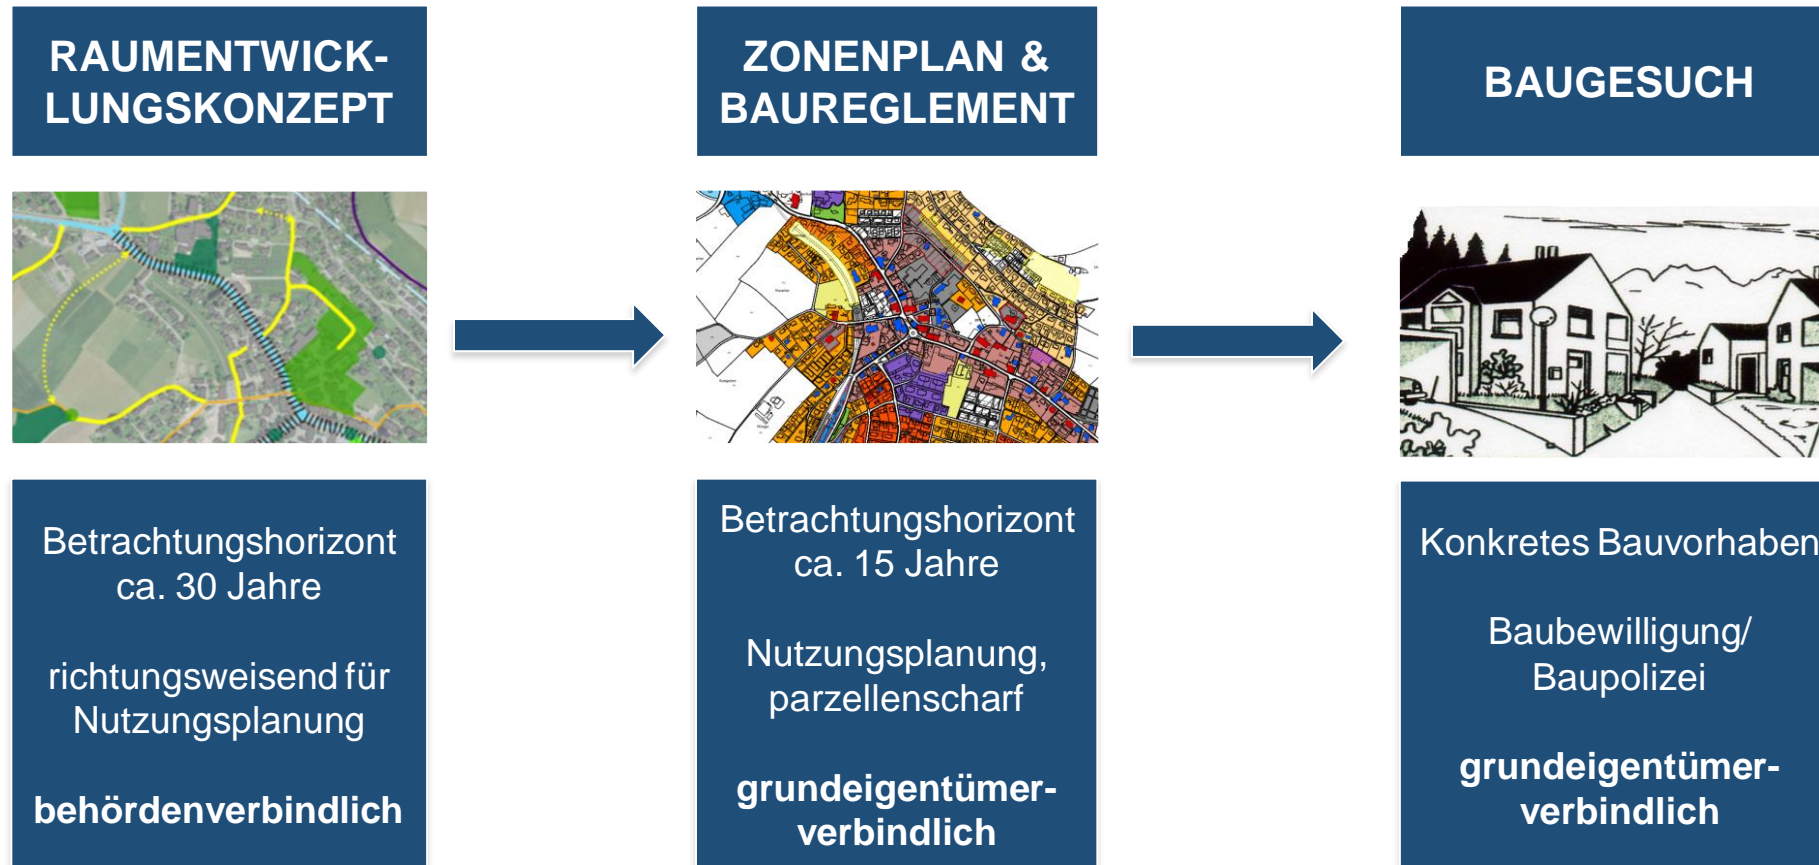 RAUMENTWICK-
LUNGSKONZEPT
ZONENPLAN &
BAUREGLEMENT
BAUGESUCH
Betrachtungshorizont
ca. 30 Jahre
richtungsweisend für
Nutzungsplanung
behördenverbindlich
Betrachtungshorizont
ca. 15 Jahre
Nutzungsplanung,
parzellenscharf
grundeigentümer-
verbindlich
Konkretes Bauvorhaben
Baubewilligung/
Baupolizei
grundeigentümer-
verbindlich